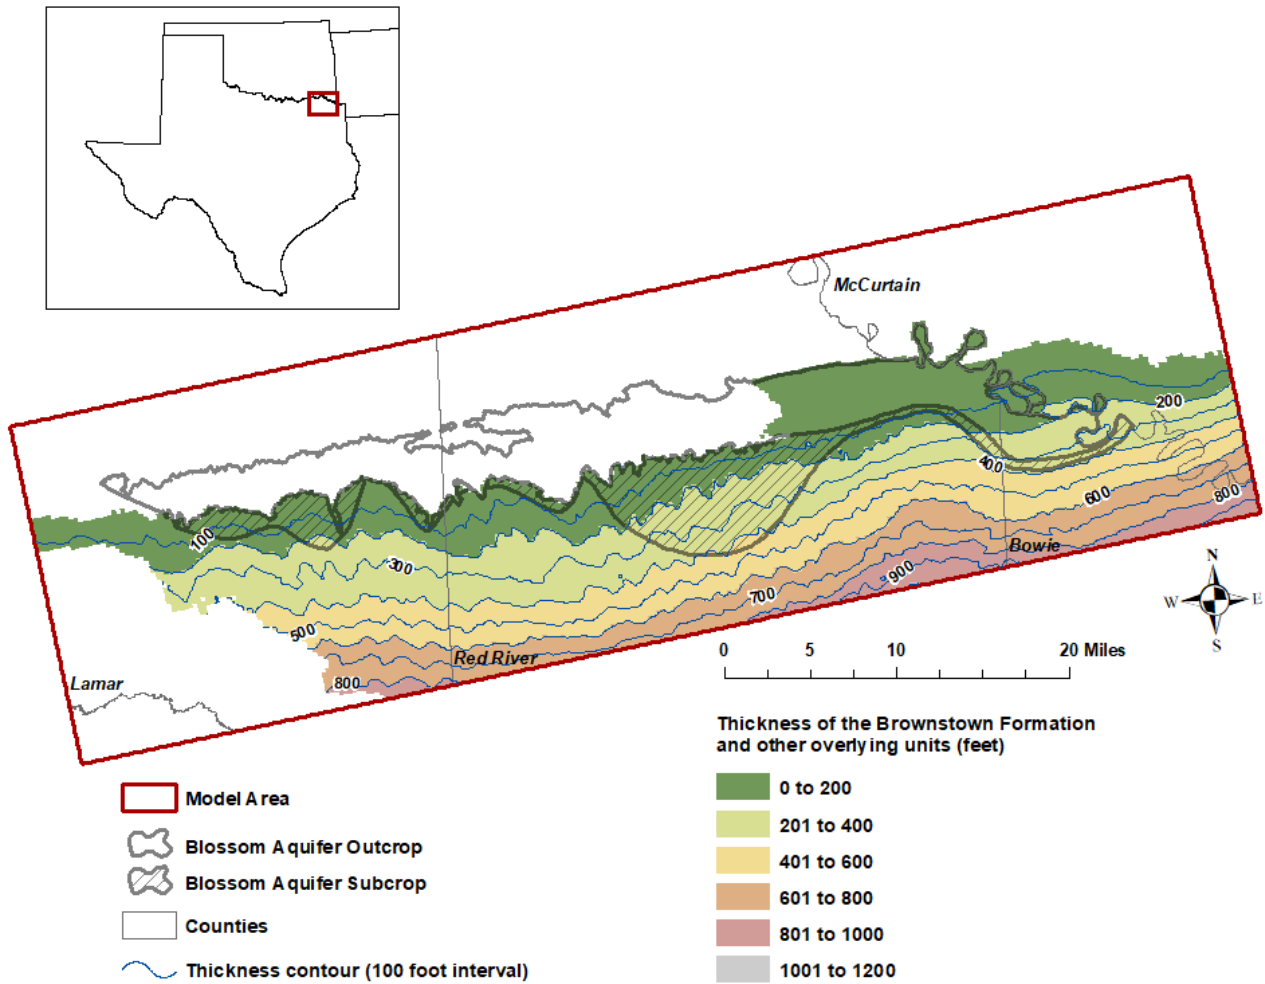 McCurtain
200
400
600
800
100
300
Bowie
900
700
500
Red River
800
Lamar
N
W
E
S
0 5 10 20 Miles
Thickness of the Brownstown Formation
and other overlying units (feet)
0 to 200
201 to 400
401 to 600
601 to 800
801 to 1000
1001 to 1200
Model Area
Blossom Aquifer Outcrop
Blossom Aquifer Subcrop
Counties
Thickness contour (100 foot interval)